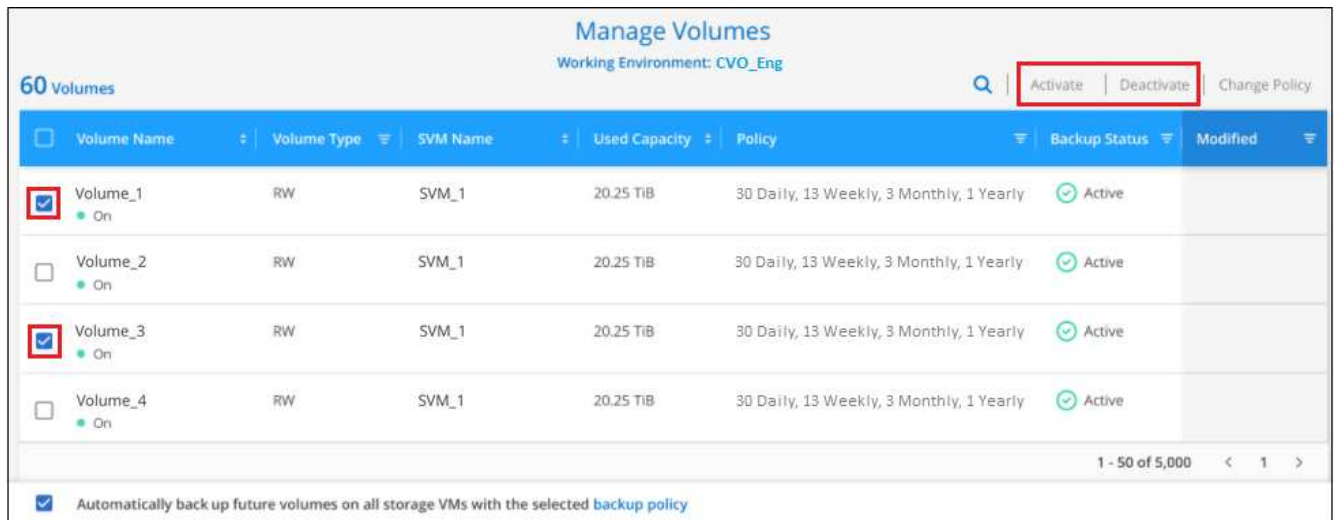 Manage Volumes
Working Environment: CVO_Eng
60 Volumes
Activate | Deactivate | Change Policy
Volume Name Volume Type SVM Name Used Capacity Policy Backup Status Modified
Volume_1 RW SVM_1 20.25 TiB 30 Daily, 13 Weekly, 3 Monthly, 1 Yearly Active
On
Volume_2 RW SVM_1 20.25 TiB 30 Daily, 13 Weekly, 3 Monthly, 1 Yearly Active
On
Volume_3 RW SVM_1 20.25 TiB 30 Daily, 13 Weekly, 3 Monthly, 1 Yearly Active
On
Volume_4 RW SVM_1 20.25 TiB 30 Daily, 13 Weekly, 3 Monthly, 1 Yearly Active
On
1 - 50 of 5,000 < 1 >
Automatically back up future volumes on all storage VMs with the selected backup policy